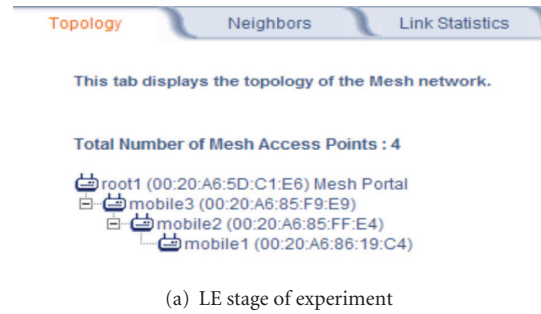 Topology Neighbors Link Statistics
This tab displays the topology of the Mesh network.
Total Number of Mesh Access Points : 4
root1 (00:20:A6:5D:C1:E6) Mesh Portal
mobile3 (00:20:A6:85:F9:E9)
mobile2 (00:20:A6:85:FF:E4)
mobile1 (00:20:A6:86:19:C4)
(a) LE stage of experiment